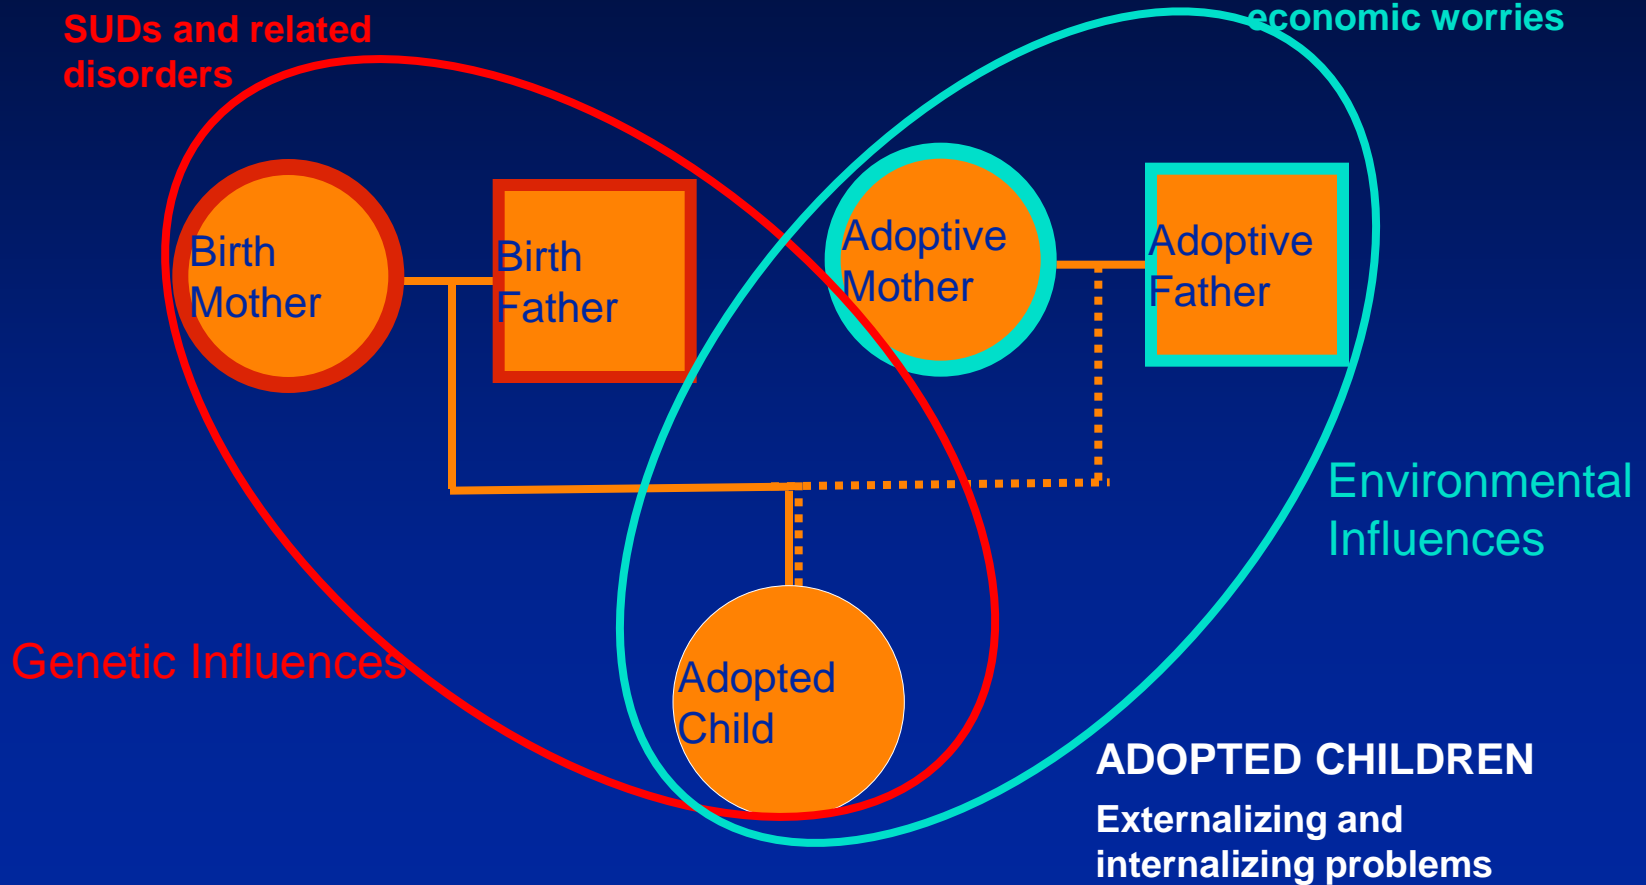 SUDs and related
disorders
economic worries
Birth
Mother
Birth
Father
Adoptive
Mother
Adoptive
Father
Environmental
Influences
Genetic Influences
Adopted
Child
ADOPTED CHILDREN
Externalizing and
internalizing problems